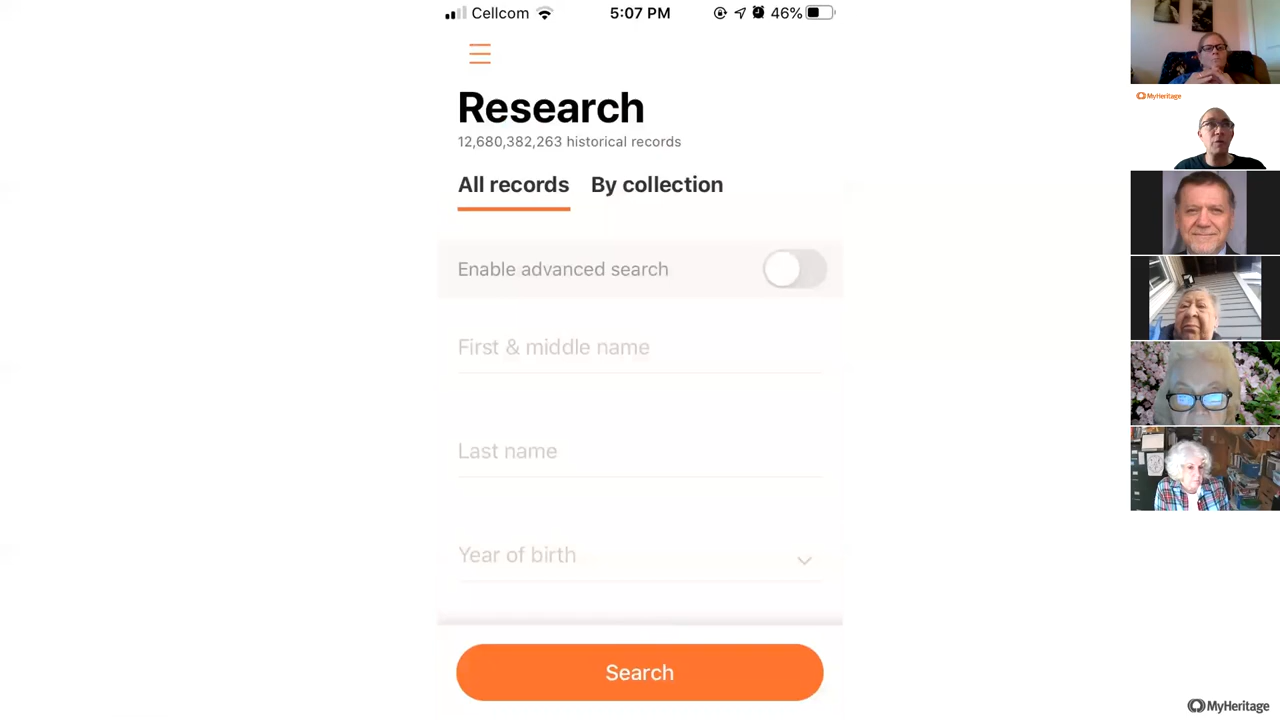 Cellcom
5:07 PM
46%
Research
12,680,382,263 historical records
All records
By collection
Enable advanced search
First & middle name
Last name
Year of birth
Search
MyHeritage
MyHeritage